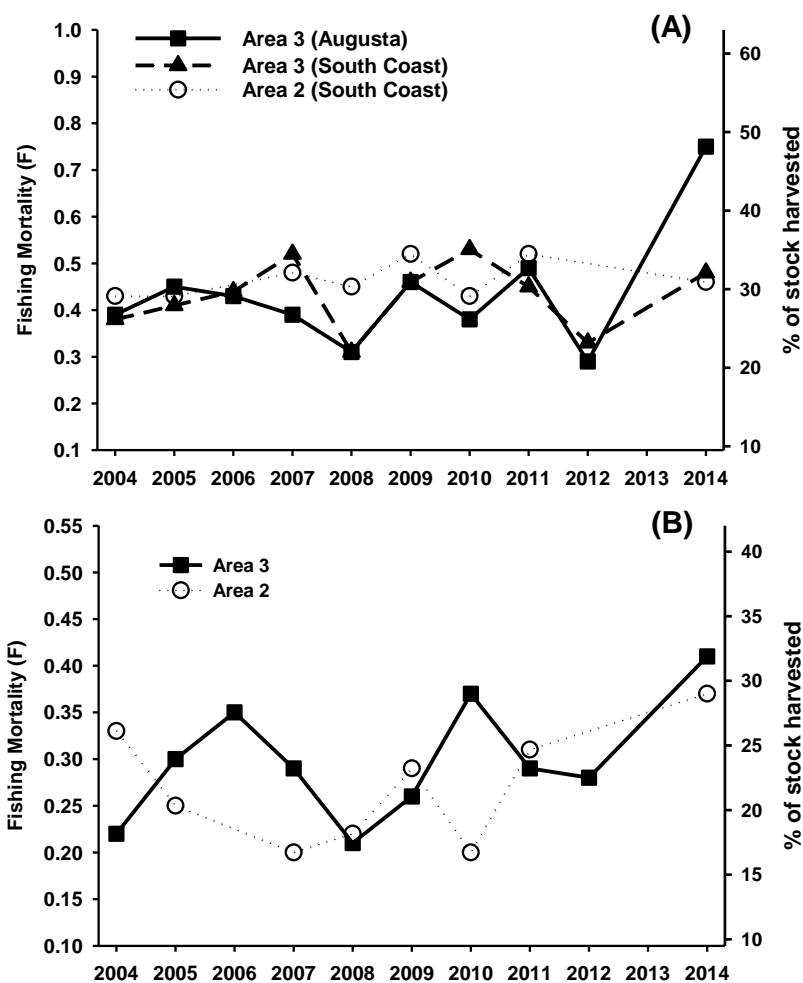 (A)
Area 3 (Augusta)
Area 3 (South Coast)
Area 2 (South Coast)
Fishing Mortality (F)
1.0
0.9
0.8
0.7
0.6
0.5
0.4
0.3
0.2
0.1
60
50
40
30
20
10
% of stock harvested
2004 2005 2006 2007 2008 2009 2010 2011 2012 2013 2014
(B)
Area 3
Area 2
Fishing Mortality (F)
0.55
0.50
0.45
0.40
0.35
0.30
0.25
0.20
0.15
0.10
40
35
30
25
20
15
10
% of stock harvested
2004 2005 2006 2007 2008 2009 2010 2011 2012 2013 2014